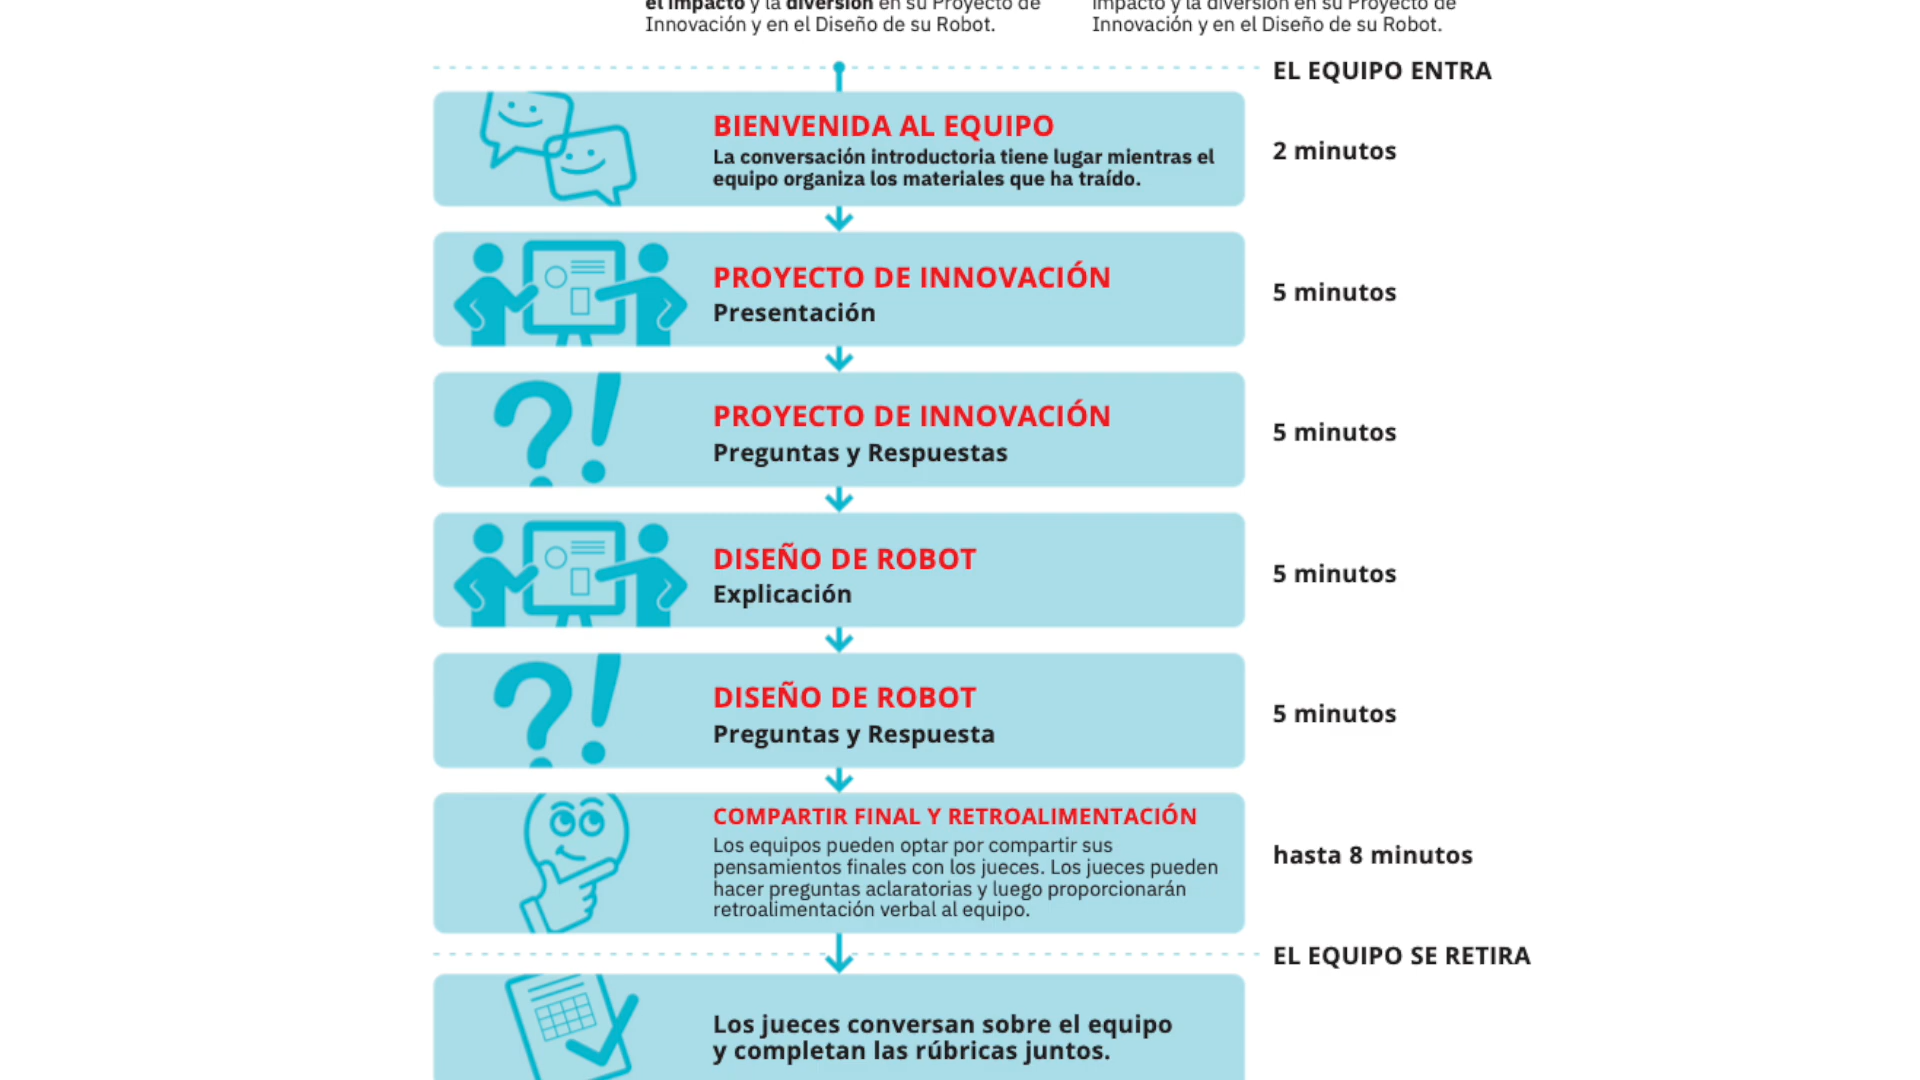 el impacto y la diversión en su Proyecto de
Innovación y en el Diseño de su Robot.
impacto y la diversión en su Proyecto de
Innovación y en el Diseño de su Robot.
EL EQUIPO ENTRA
BIENVENIDA AL EQUIPO
La conversación introductoria tiene lugar mientras el
equipo organiza los materiales que ha traído.
2 minutos
PROYECTO DE INNOVACIÓN
Presentación
5 minutos
PROYECTO DE INNOVACIÓN
Preguntas y Respuestas
5 minutos
DISEÑO DE ROBOT
Explicación
5 minutos
DISEÑO DE ROBOT
Preguntas y Respuesta
5 minutos
COMPARTIR FINAL Y RETROALIMENTACIÓN
Los equipos pueden optar por compartir sus
pensamientos finales con los jueces. Los jueces pueden
hacer preguntas aclaratorias y luego proporcionarán
retroalimentación verbal al equipo.
hasta 8 minutos
EL EQUIPO SE RETIRA
Los jueces conversan sobre el equipo
y completan las rúbricas juntos.